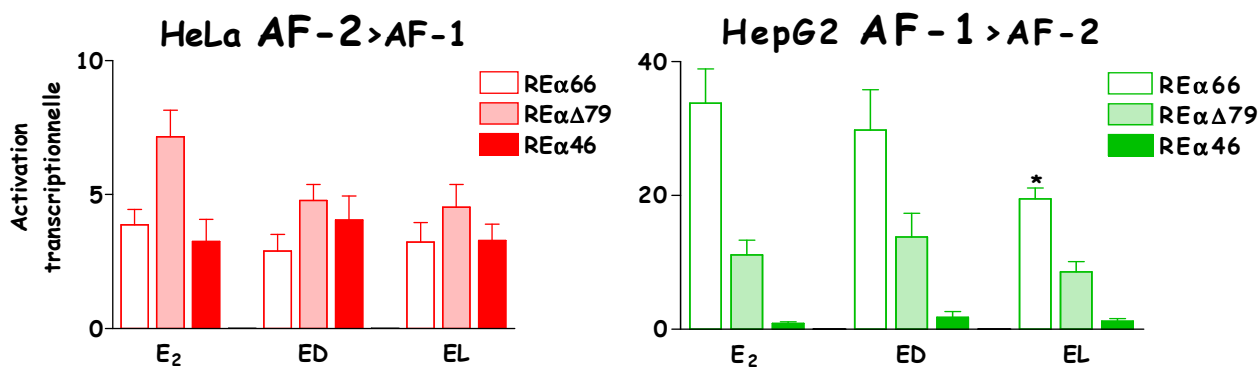 HeLa AF-2>AF-1
Activation
transcriptionnelle
10
5
0
REα66
REαΔ79
REα46
E₂ ED EL
HepG2 AF-1>AF-2
40
20
0
*
REα66
REαΔ79
REα46
E₂ ED EL